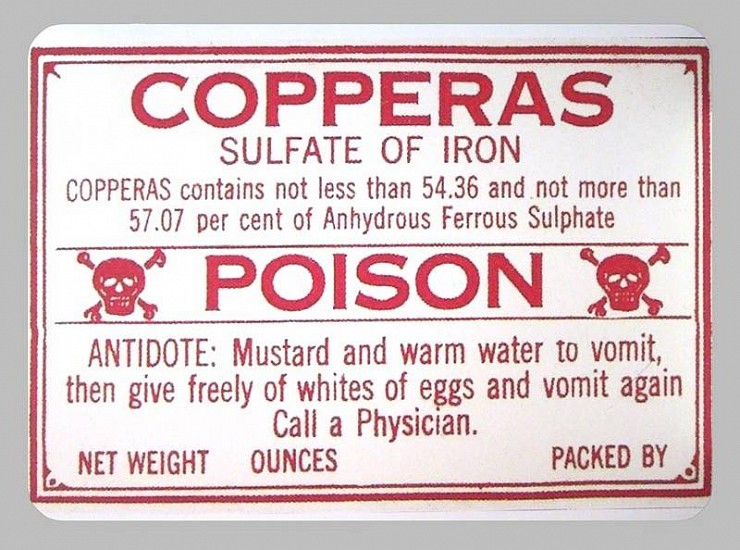 COPPERAS
SULFATE OF IRON
COPPERAS contains not less than 54.36 and not more than
57.07 per cent of Anhydrous Ferrous Sulphate
POISON
ANTIDOTE: Mustard and warm water to vomit,
then give freely of whites of eggs and vomit again
Call a Physician.
NET WEIGHT OUNCES PACKED BY